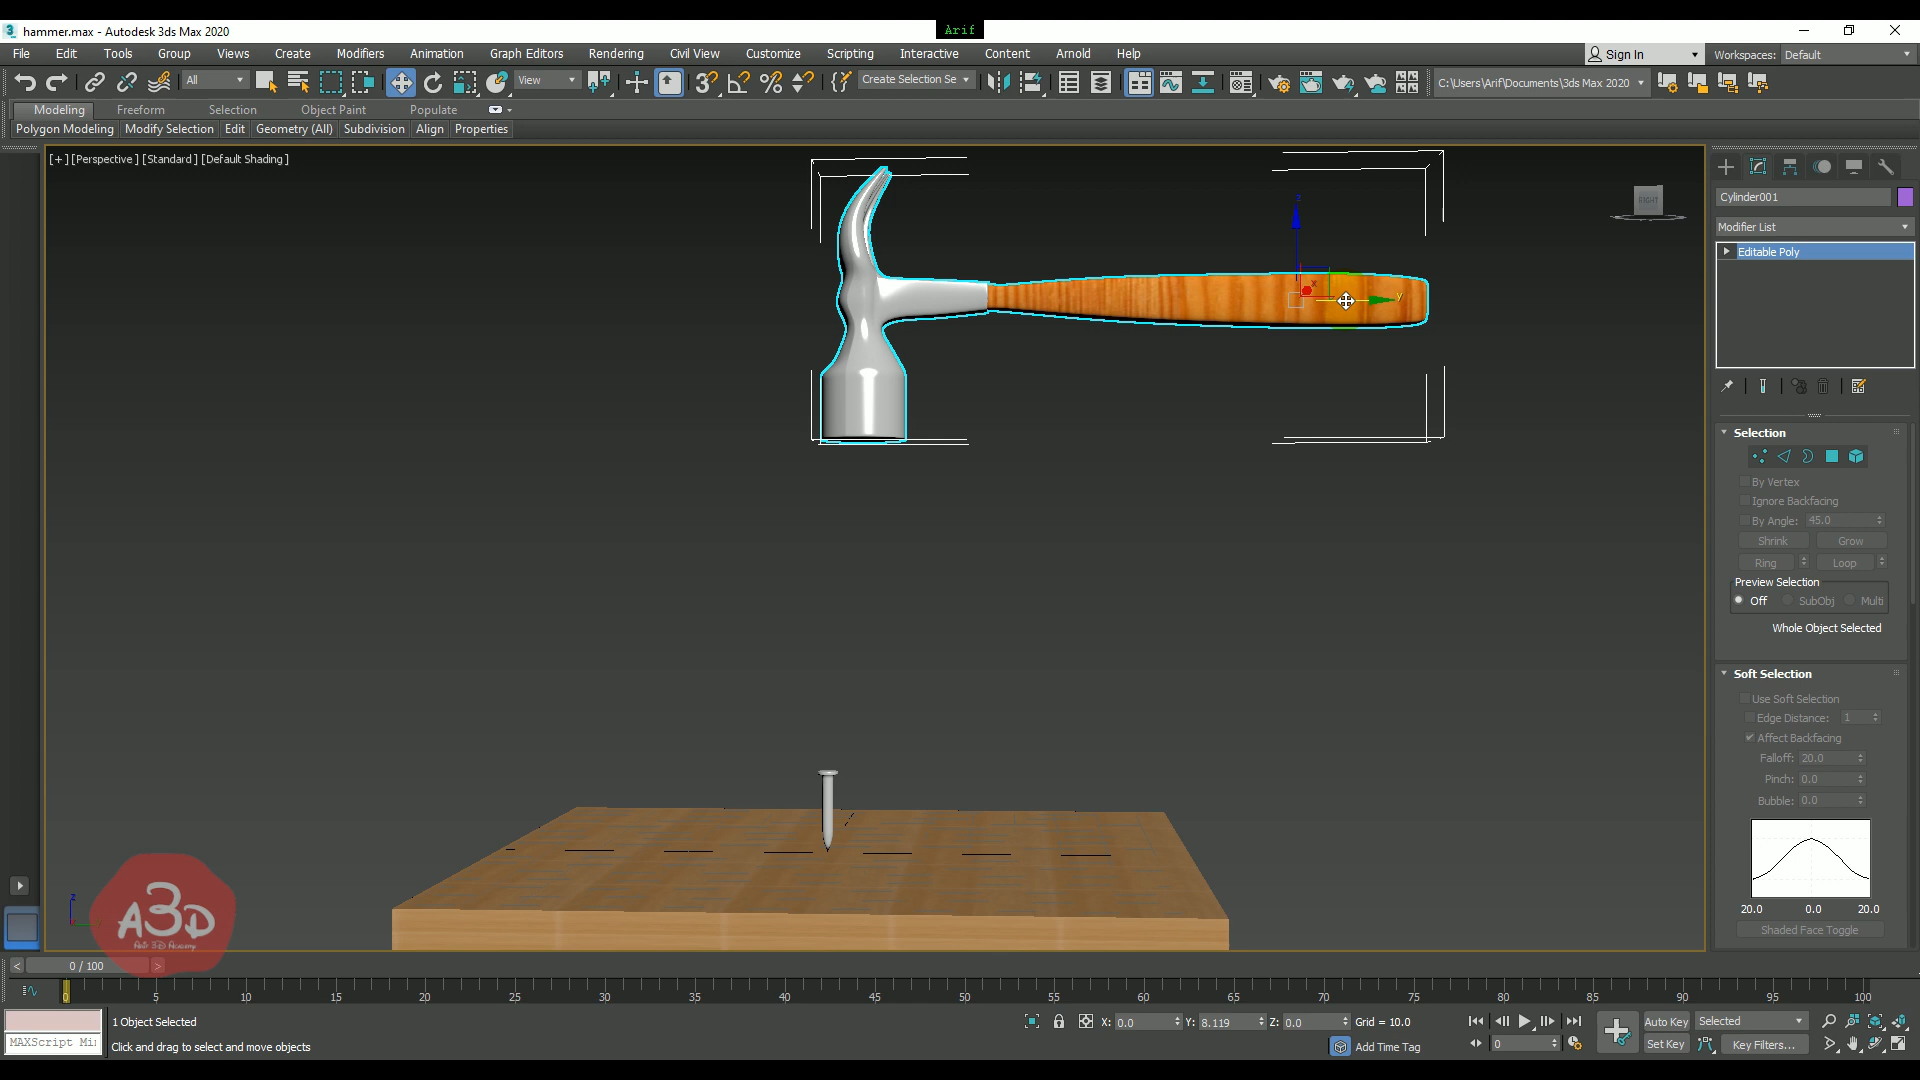 hammer.max - Autodesk 3ds Max 2020
Arif
File Edit Tools Group Views Create Modifiers Animation Graph Editors Rendering Civil View Customize Scripting Interactive Content Arnold Help
Sign In Workspaces: Default
All View Create Selection Se C:\Users\Arif\Documents\3ds Max 2020
Modeling Freeform Selection Object Paint Populate
Polygon Modeling Modify Selection Edit Geometry (All) Subdivision Align Properties
[+] [Perspective] [Standard] [Default Shading]
RIGHT
z
x
y
Cylinder001
Modifier List
Editable Poly
Selection
By Vertex
Ignore Backfacing
By Angle: 45.0
Shrink Grow
Ring Loop
Preview Selection
Off SubObj Multi
Whole Object Selected
Soft Selection
Use Soft Selection
Edge Distance: 1
Affect Backfacing
Falloff: 20.0
Pinch: 0.0
Bubble: 0.0
20.0 0.0 20.0
Shaded Face Toggle
z
A3D
Arif 3D Academy
< 0 / 100 >
0 5 10 15 20 25 30 35 40 45 50 55 60 65 70 75 80 85 90 95 100
1 Object Selected X: 0.0 Y: 8.119 Z: 0.0 Grid = 10.0 Auto Key Selected
MAXScript Mi Click and drag to select and move objects Add Time Tag 0 Set Key Key Filters...